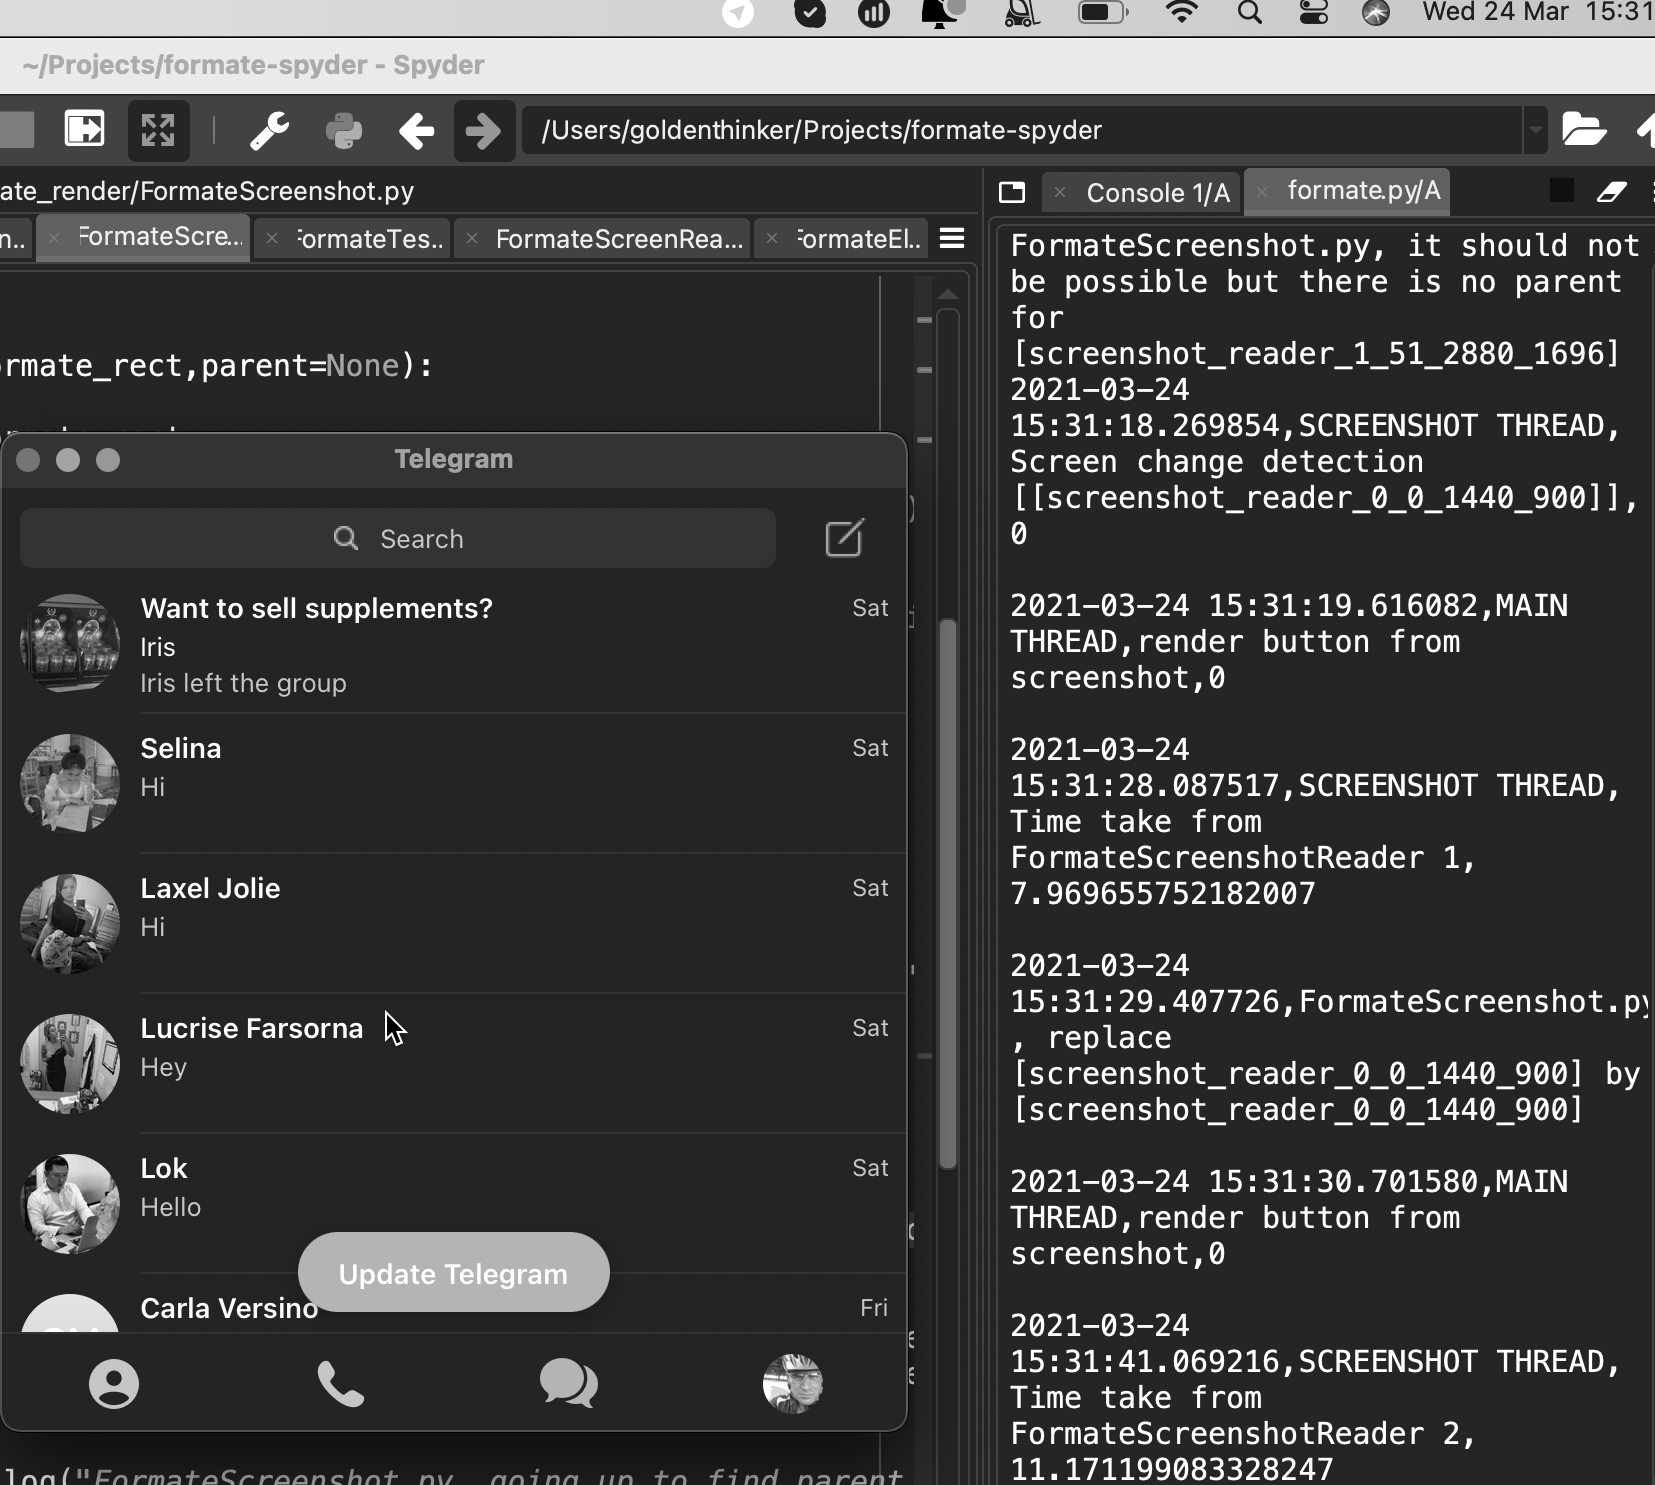 Wed 24 Mar 15:31
~/Projects/formate-spyder - Spyder
/Users/goldenthinker/Projects/formate-spyder
ate_render/FormateScreenshot.py
n.. × FormateScre... × FormateTes.. × FormateScreenRea... × FormateEl..
rmate_rect,parent=None):
Telegram
Search
Want to sell supplements? Sat
Iris
Iris left the group
Selina Sat
Hi
Laxel Jolie Sat
Hi
Lucrise Farsorna Sat
Hey
Lok Sat
Hello
Update Telegram
Carla Versino Fri
log("FormateScreenshot.py, going up to find parent
× Console 1/A × formate.py/A
FormateScreenshot.py, it should not
be possible but there is no parent
for
[screenshot_reader_1_51_2880_1696]
2021-03-24
15:31:18.269854,SCREENSHOT THREAD,
Screen change detection
[[screenshot_reader_0_0_1440_900]],
0
2021-03-24 15:31:19.616082,MAIN
THREAD,render button from
screenshot,0
2021-03-24
15:31:28.087517,SCREENSHOT THREAD,
Time take from
FormateScreenshotReader 1,
7.969655752182007
2021-03-24
15:31:29.407726,FormateScreenshot.py
, replace
[screenshot_reader_0_0_1440_900] by
[screenshot_reader_0_0_1440_900]
2021-03-24 15:31:30.701580,MAIN
THREAD,render button from
screenshot,0
2021-03-24
15:31:41.069216,SCREENSHOT THREAD,
Time take from
FormateScreenshotReader 2,
11.171199083328247